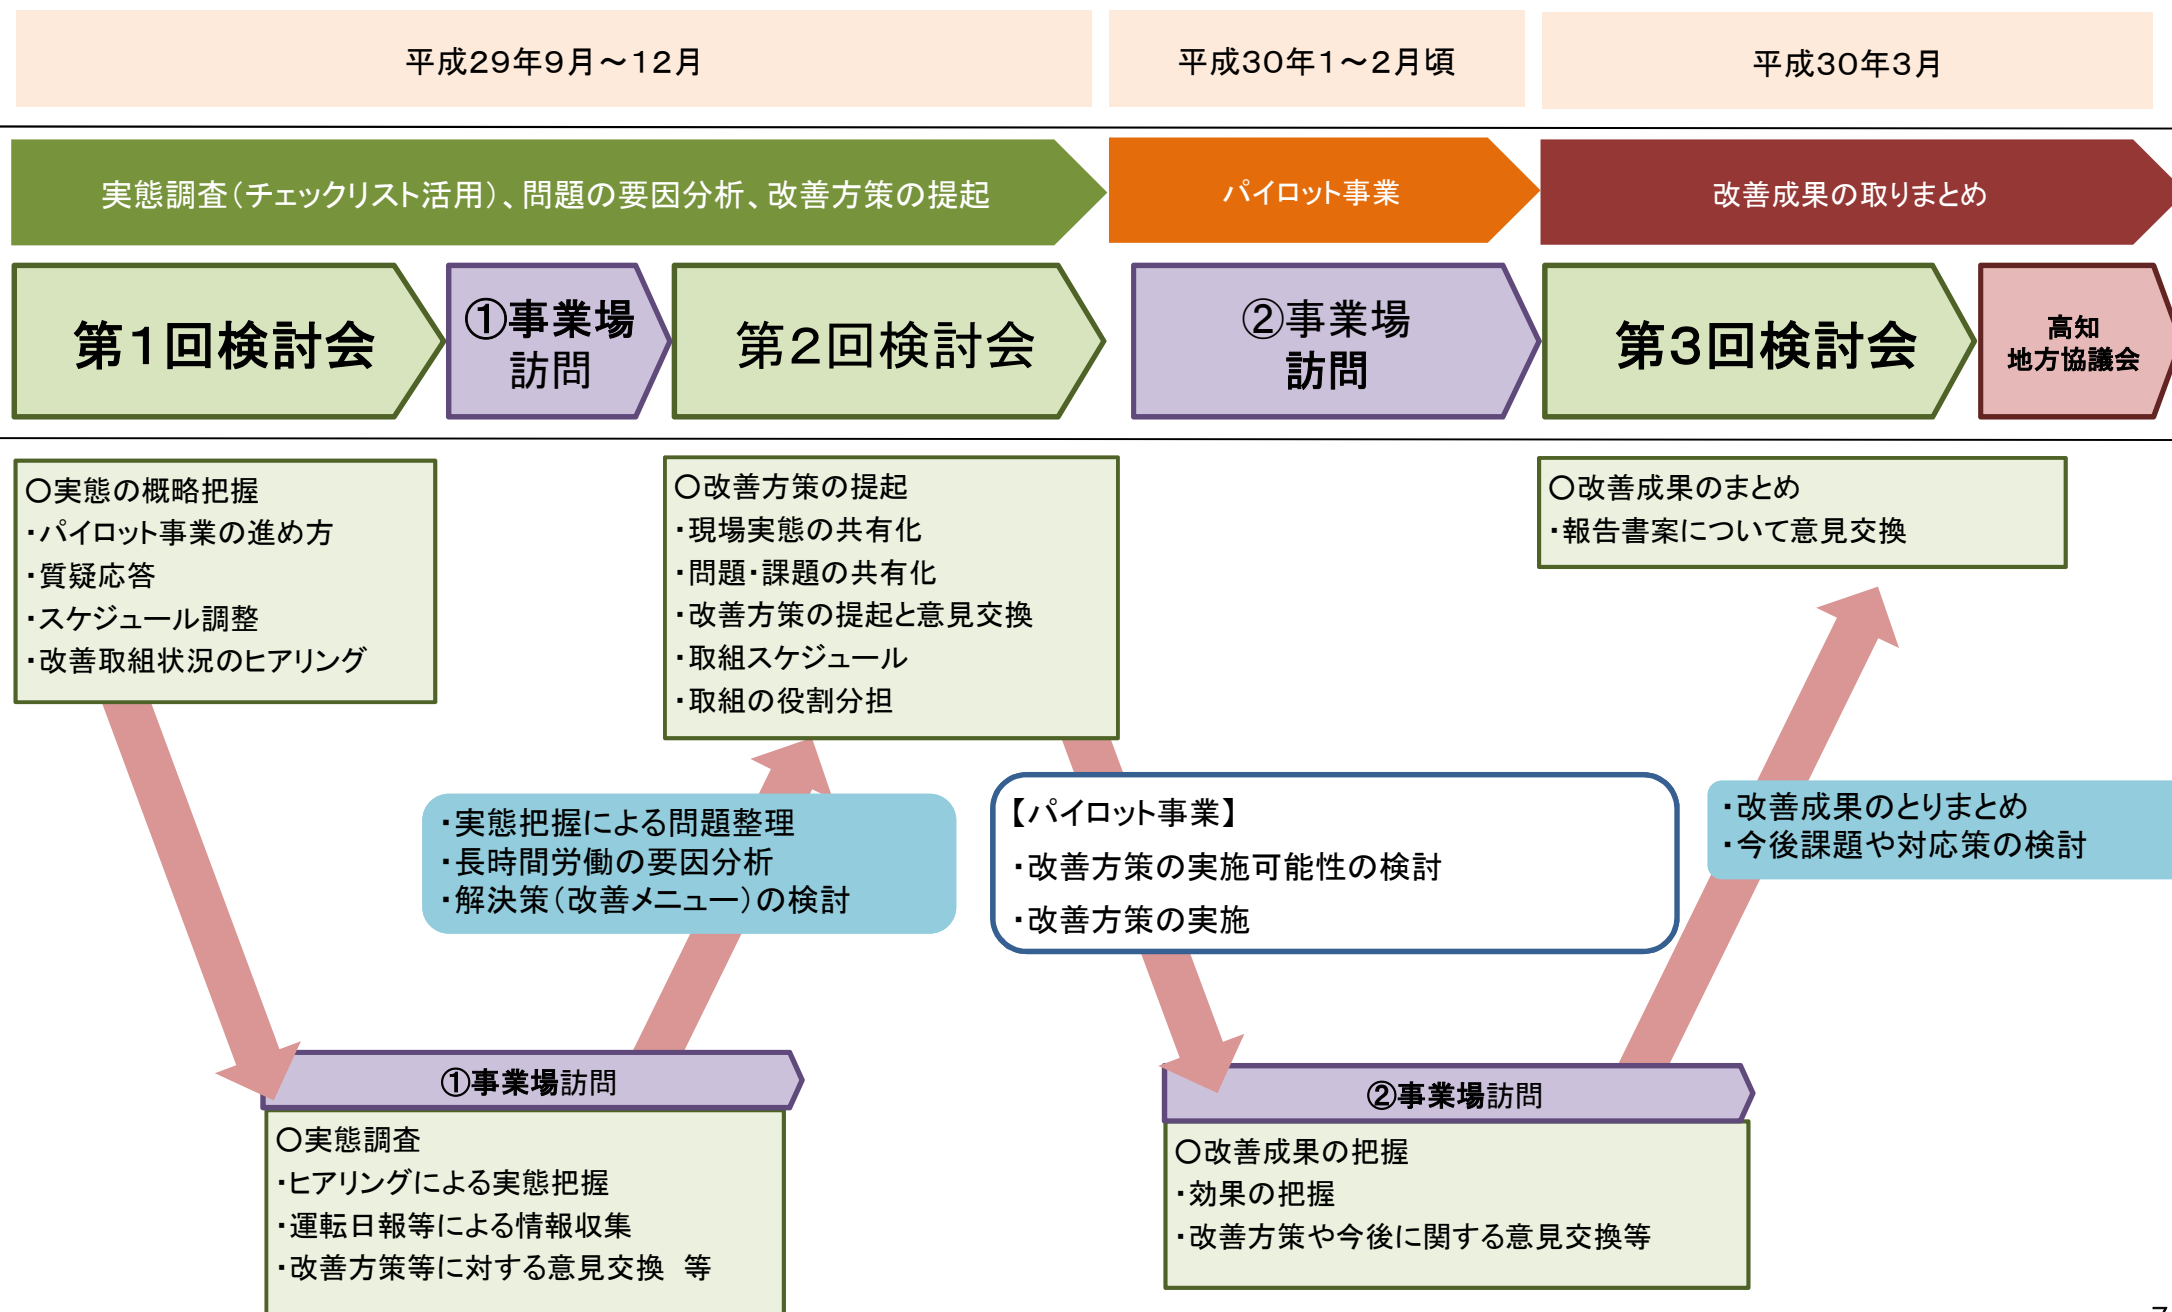 平成29年9月～12月
平成30年1～2月頃
平成30年3月
実態調査（チェックリスト活用）、問題の要因分析、改善方策の提起
パイロット事業
改善成果の取りまとめ
第1回検討会
①事業場
訪問
第2回検討会
②事業場
訪問
第3回検討会
高知
地方協議会
○実態の概略把握
・パイロット事業の進め方
・質疑応答
・スケジュール調整
・改善取組状況のヒアリング
○改善方策の提起
・現場実態の共有化
・問題・課題の共有化
・改善方策の提起と意見交換
・取組スケジュール
・取組の役割分担
○改善成果のまとめ
・報告書案について意見交換
・実態把握による問題整理
・長時間労働の要因分析
・解決策（改善メニュー）の検討
【パイロット事業】
・改善方策の実施可能性の検討
・改善方策の実施
・改善成果のとりまとめ
・今後課題や対応策の検討
①事業場訪問
○実態調査
・ヒアリングによる実態把握
・運転日報等による情報収集
・改善方策等に対する意見交換　等
②事業場訪問
○改善成果の把握
・効果の把握
・改善方策や今後に関する意見交換等